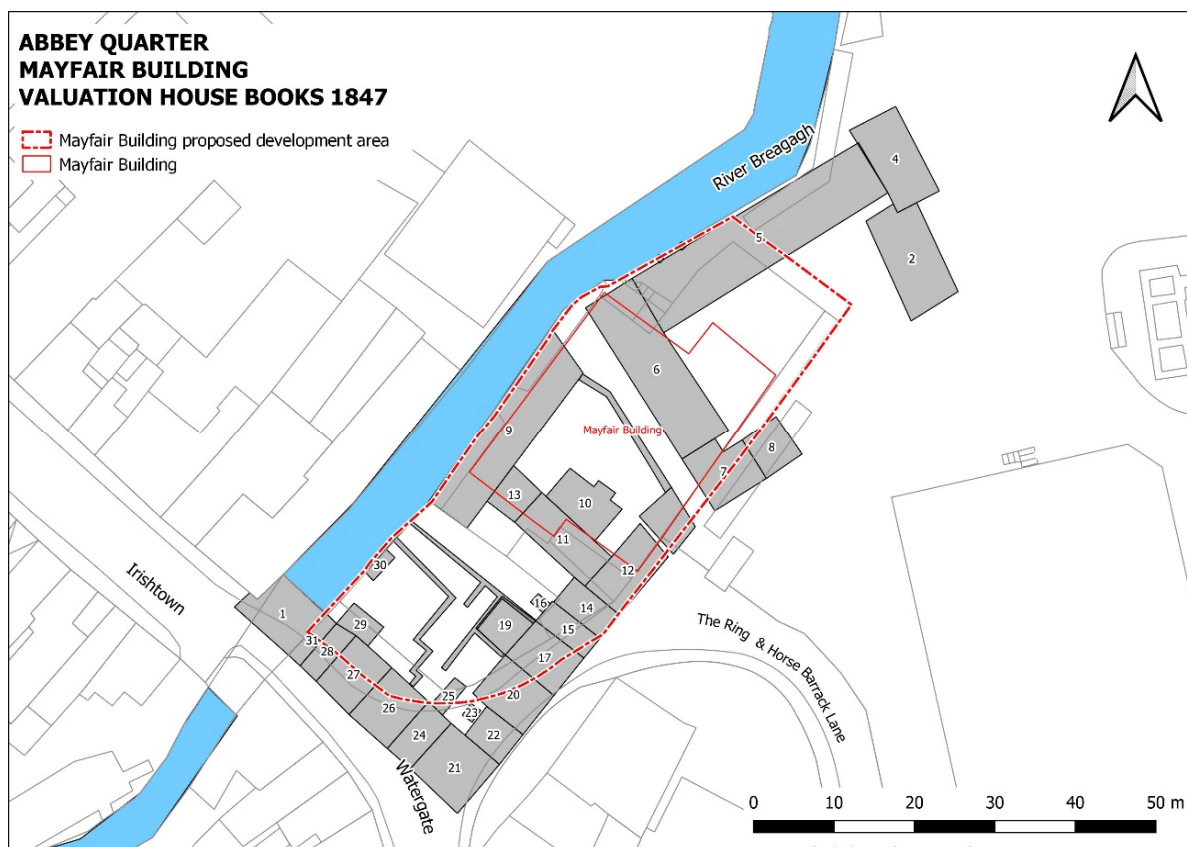 ABBEY QUARTER
MAYFAIR BUILDING
VALUATION HOUSE BOOKS 1847
Mayfair Building proposed development area
Mayfair Building
River Breagagh
4
5
2
6
9
Mayfair Building
8
7
13
10
11
12
30
Irishtown
16
14
1
29
19
15
The Ring & Horse Barrack Lane
31
28
17
27
25
20
26
23
24
22
21
Watergate
0 10 20 30 40 50 m